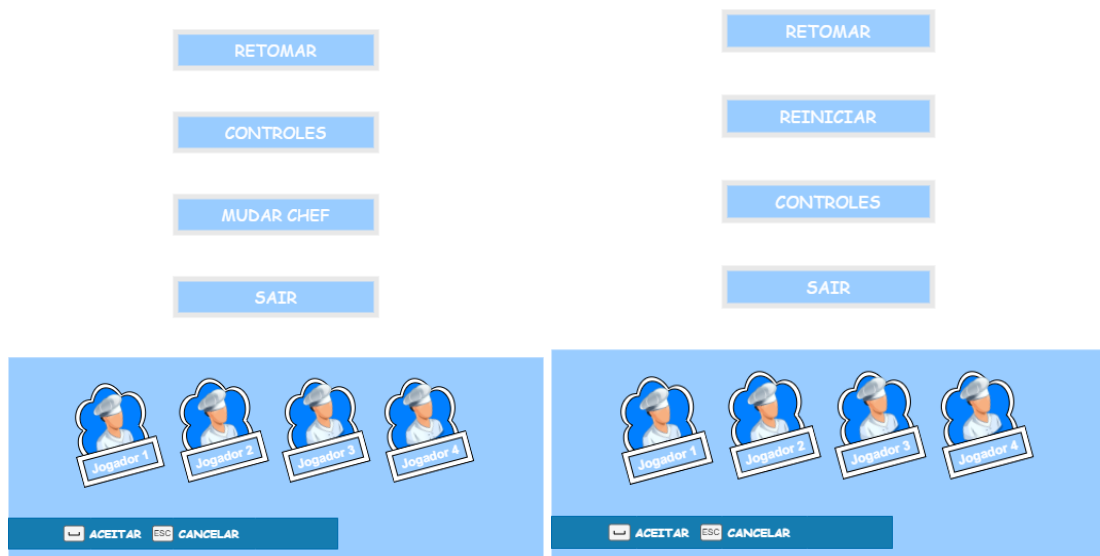 RETOMAR
CONTROLES
MUDAR CHEF
SAIR
Jogador 1
Jogador 2
Jogador 3
Jogador 4
ACEITAR ESC CANCELAR
RETOMAR
REINICIAR
CONTROLES
SAIR
Jogador 1
Jogador 2
Jogador 3
Jogador 4
ACEITAR ESC CANCELAR